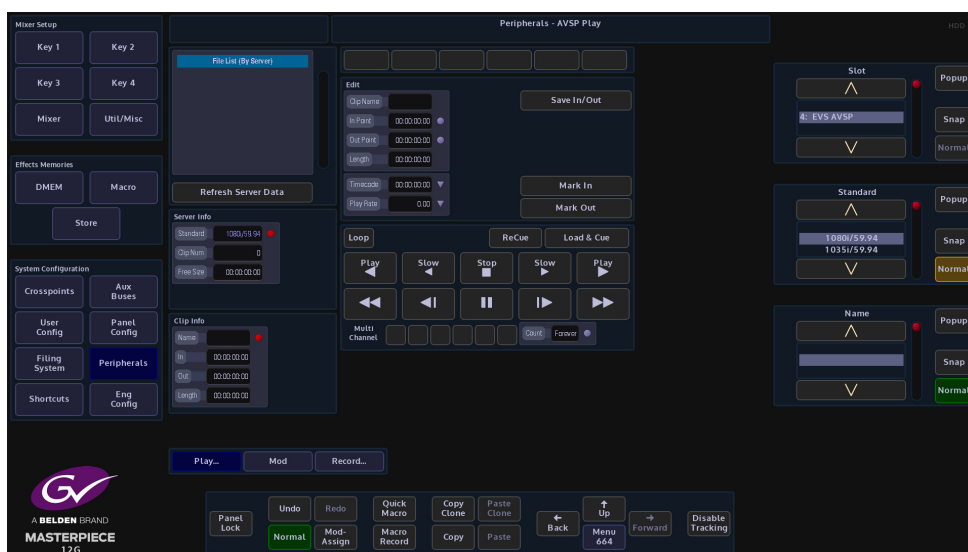 Mixer Setup
Key 1
Key 2
Key 3
Key 4
Mixer
Util/Misc
Effects Memories
DMEM
Macro
Store
System Configuration
Crosspoints
Aux
Buses
User
Config
Panel
Config
Filing
System
Peripherals
Shortcuts
Eng
Config
GV
A BELDEN BRAND
MASTERPIECE
12G
Peripherals - AVSP Play
HDD
File List (By Server)
Refresh Server Data
Server Info
Standard 1080i/59.94
Clip Num 0
Free Size 00:00:00:00
Clip Info
Name
In 00:00:00:00
Out 00:00:00:00
Length 00:00:00:00
Edit
Clip Name
In Point 00:00:00:00
Out Point 00:00:00:00
Length 00:00:00:00
Timecode 00:00:00:00
Play Rate 0.00
Save In/Out
Mark In
Mark Out
Loop
ReCue
Load & Cue
Play
Slow
Stop
Slow
Play
Multi
Channel
Count Forever
Slot
4: EVS AVSP
Popup
Snap
Normal
Standard
1080i/59.94
1035i/59.94
Popup
Snap
Normal
Name
Popup
Snap
Normal
Play...
Mod
Record...
Panel
Lock
Undo
Redo
Normal
Mod-
Assign
Quick
Macro
Macro
Record
Copy
Clone
Paste
Clone
Copy
Paste
Back
Up
Menu
664
Forward
Disable
Tracking